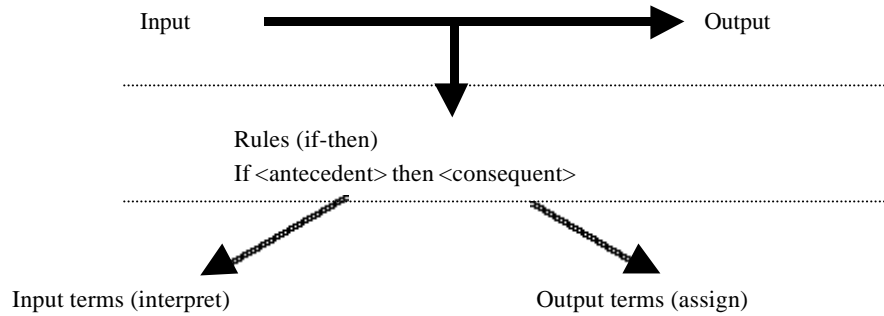 Input
Output
Rules (if-then)
If <antecedent> then <consequent>
Input terms (interpret)
Output terms (assign)